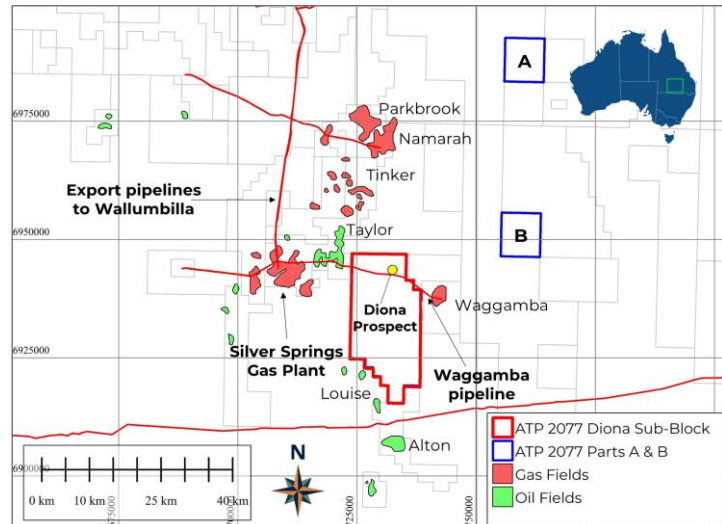 A
Parkbrook
6975000
Namarah
Tinker
Export pipelines
to Wallumbilla
Taylor
6950000
B
Diona
Prospect
Waggamba
Silver Springs
Gas Plant
Waggamba
pipeline
6925000
Louise
Alton
ATP 2077 Diona Sub-Block
ATP 2077 Parts A & B
Gas Fields
Oil Fields
N
6900000
0 km
10 km
25 km
40 km